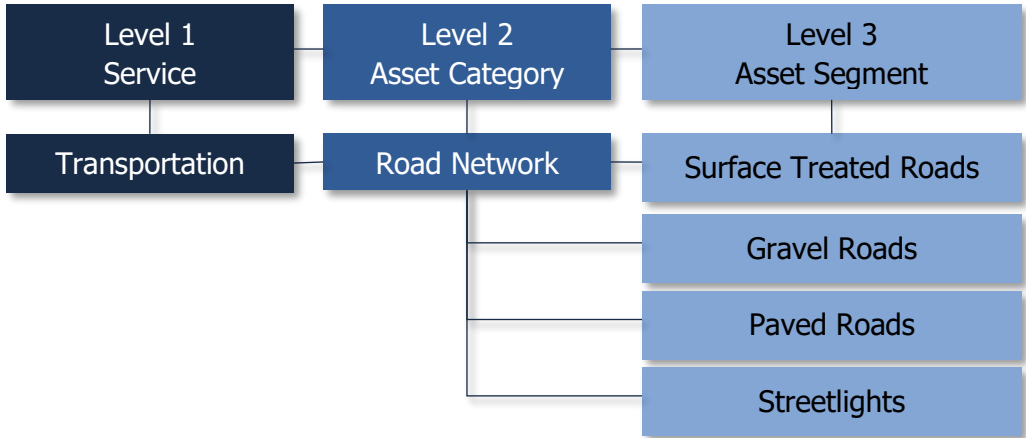 Level 1
Service
Level 2
Asset Category
Level 3
Asset Segment
Transportation
Road Network
Surface Treated Roads
Gravel Roads
Paved Roads
Streetlights